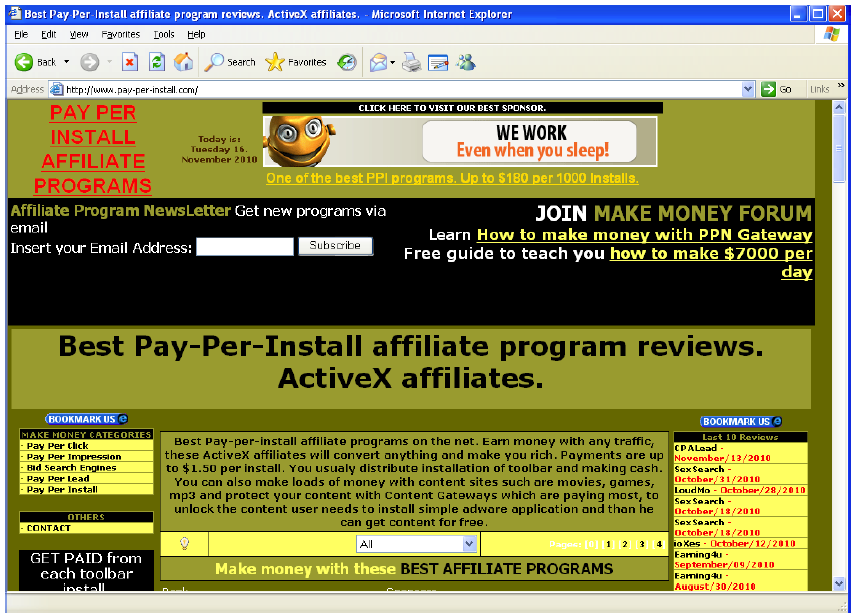 Best Pay-Per-Install affiliate program reviews. ActiveX affiliates. - Microsoft Internet Explorer
File Edit View Favorites Tools Help
Back Search Favorites
Address http://www.pay-per-install.com/ Go Links
PAY PER
INSTALL
AFFILIATE
PROGRAMS
Today is:
Tuesday 16.
November 2010
CLICK HERE TO VISIT OUR BEST SPONSOR.
WE WORK
Even when you sleep!
One of the best PPI programs. Up to $180 per 1000 Installs.
Affiliate Program NewsLetter Get new programs via
email
Insert your Email Address: Subscribe
JOIN MAKE MONEY FORUM
Learn How to make money with PPN Gateway
Free guide to teach you how to make $7000 per
day
Best Pay-Per-Install affiliate program reviews.
ActiveX affiliates.
BOOKMARK US
MAKE MONEY CATEGORIES
- Pay Per Click
- Pay Per Impression
- Bid Search Engines
- Pay Per Lead
- Pay Per Install
OTHERS
- CONTACT
GET PAID from
each toolbar
install
Best Pay-per-install affiliate programs on the net. Earn money with any traffic,
these ActiveX affiliates will convert anything and make you rich. Payments are up
to $1.50 per install. You usualy distribute installation of toolbar and making cash.
You can also make loads of money with content sites such are movies, games,
mp3 and protect your content with Content Gateways which are paying most, to
unlock the content user needs to install simple adware application and than he
can get content for free.
All
[1] [2] [3] [4]
Make money with these BEST AFFILIATE PROGRAMS
BOOKMARK US
Last 10 Reviews
CPALead -
November/13/2010
SexSearch -
October/31/2010
LoudMo - October/28/2010
SexSearch -
October/18/2010
SexSearch -
October/18/2010
ioXes - October/12/2010
Earning4u -
September/09/2010
Earning4u -
August/30/2010